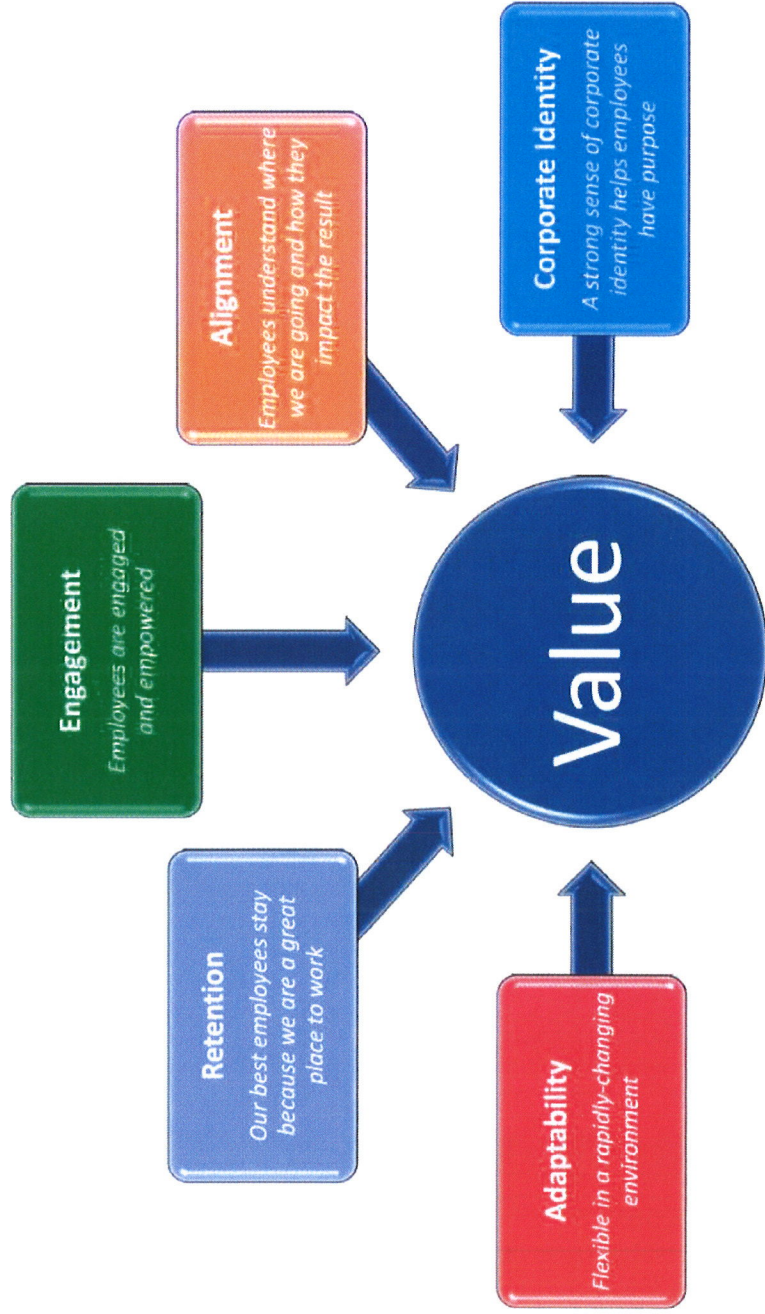 Engagement
Employees are engaged
and empowered
Retention
Our best employees stay
because we are a great
place to work
Alignment
Employees understand where
we are going and how they
impact the result
Adaptability
Flexible in a rapidly-changing
environment
Value
Corporate Identity
A strong sense of corporate
identity helps employees
have purpose